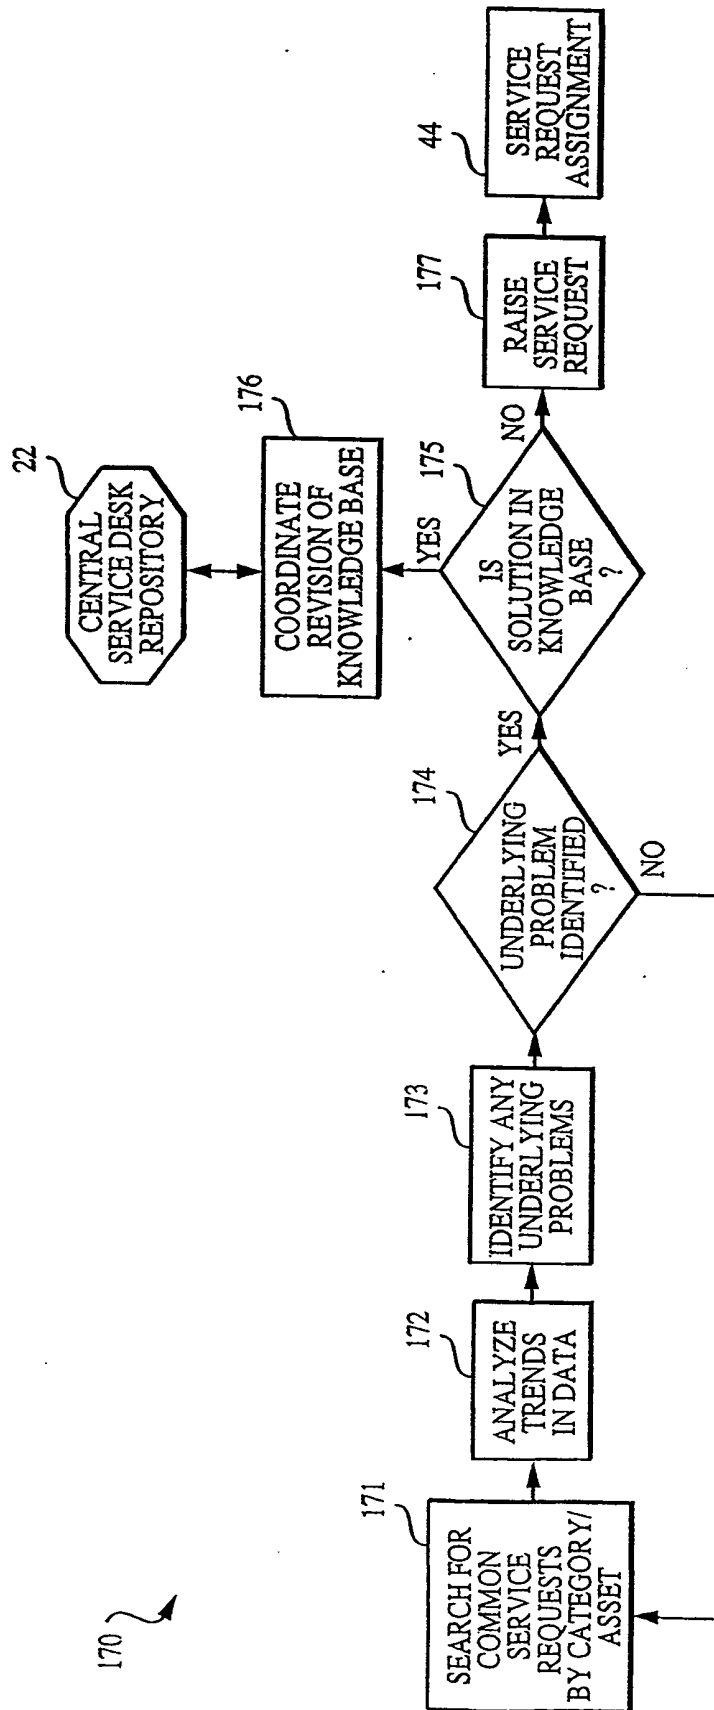 170
171
SEARCH FOR
COMMON
SERVICE
REQUESTS
BY CATEGORY/
ASSET
172
ANALYZE
TRENDS
IN DATA
173
IDENTIFY ANY
UNDERLYING
PROBLEMS
174
UNDERLYING
PROBLEM
IDENTIFIED
?
YES
NO
175
IS
SOLUTION IN
KNOWLEDGE
BASE
?
YES
NO
176
COORDINATE
REVISION OF
KNOWLEDGE BASE
22
CENTRAL
SERVICE DESK
REPOSITORY
177
RAISE
SERVICE
REQUEST
44
SERVICE
REQUEST
ASSIGNMENT